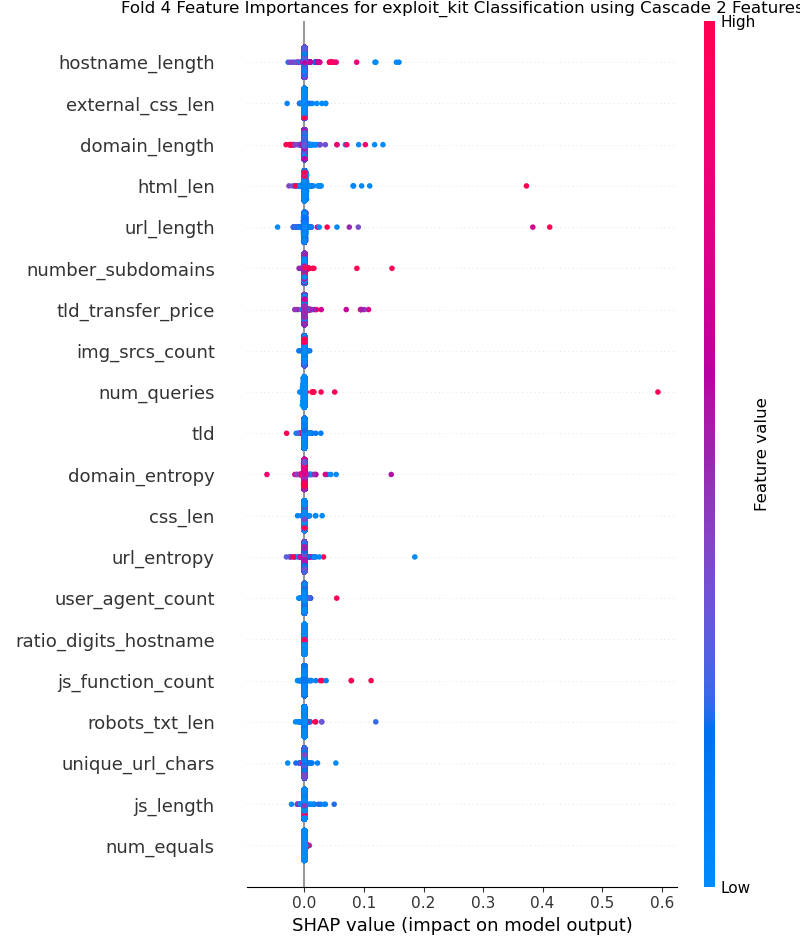 Fold 4 Feature Importances for exploit_kit Classification using Cascade 2 Features
High
hostname_length
external_css_len
domain_length
html_len
url_length
number_subdomains
tld_transfer_price
img_srcs_count
num_queries
tld
domain_entropy
css_len
url_entropy
user_agent_count
ratio_digits_hostname
js_function_count
robots_txt_len
unique_url_chars
js_length
num_equals
Feature value
Low
0.0 0.1 0.2 0.3 0.4 0.5 0.6
SHAP value (impact on model output)